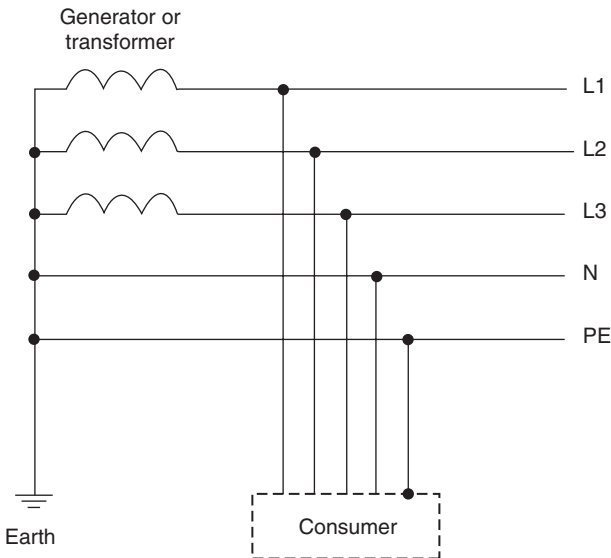 Generator or
transformer
L1
L2
L3
N
PE
Earth
Consumer